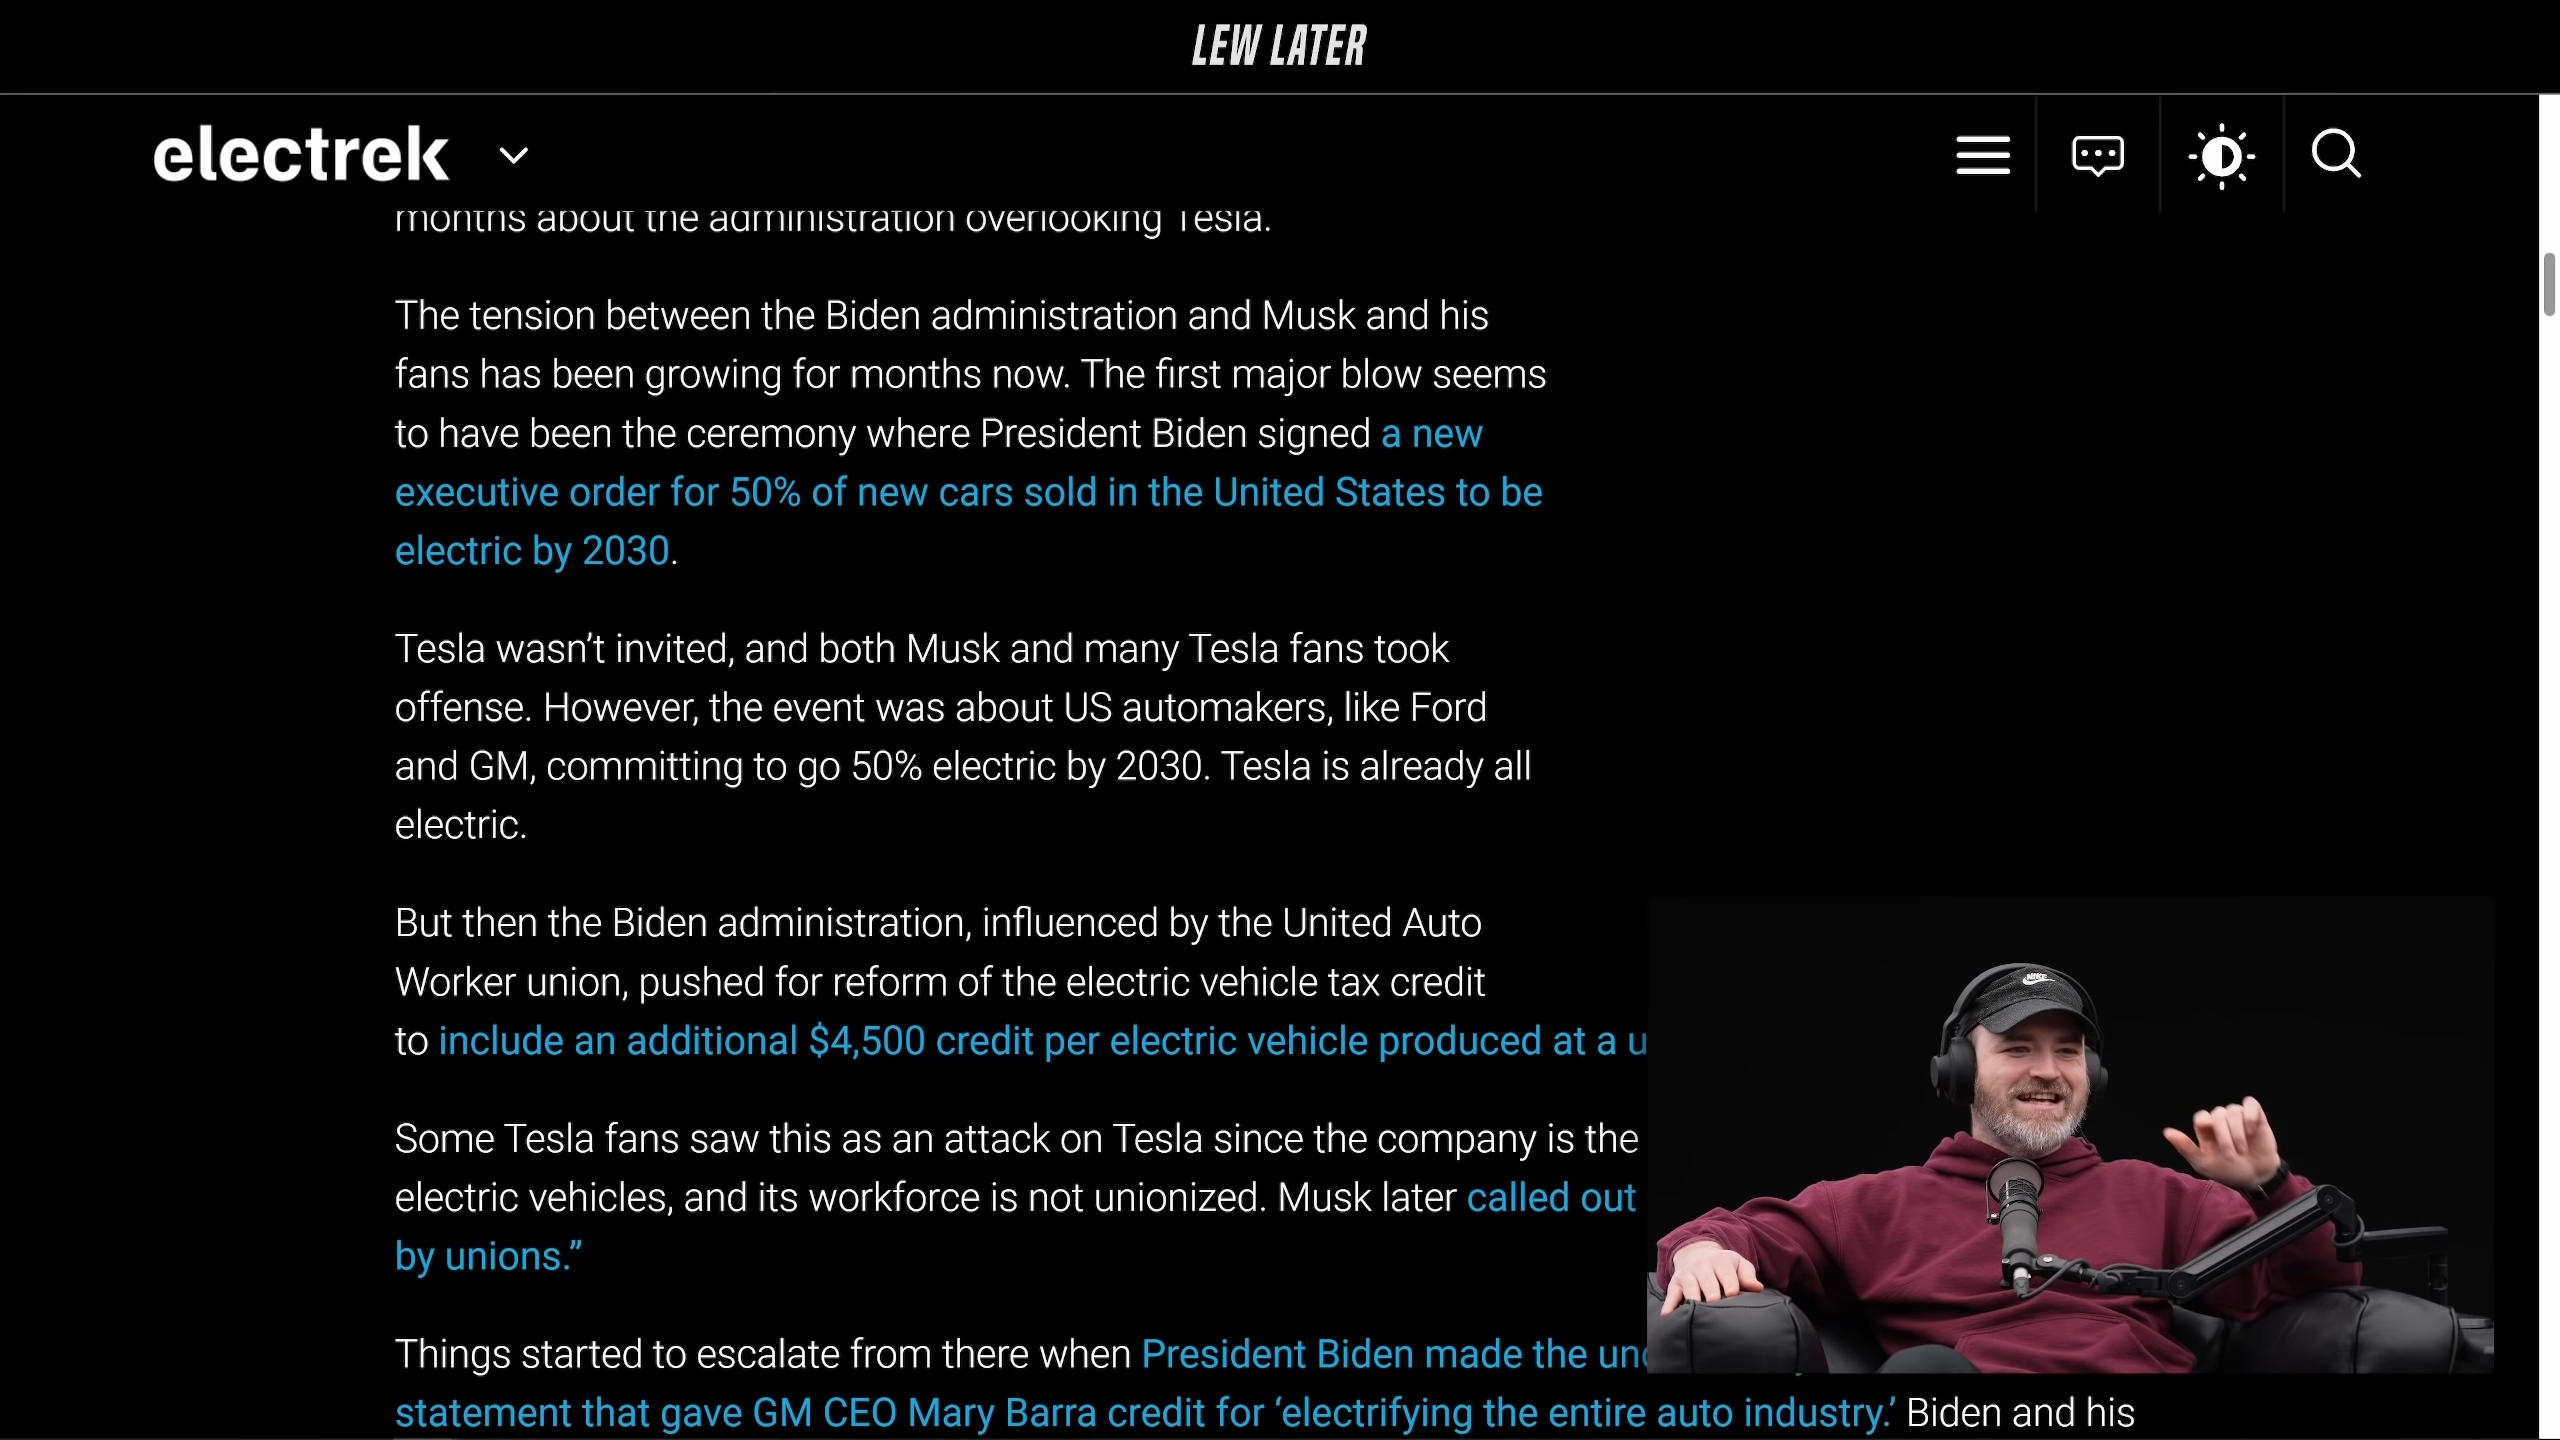 LEW LATER
electrek
months about the administration overlooking Tesla.
The tension between the Biden administration and Musk and his
fans has been growing for months now. The first major blow seems
to have been the ceremony where President Biden signed a new
executive order for 50% of new cars sold in the United States to be
electric by 2030.
Tesla wasn’t invited, and both Musk and many Tesla fans took
offense. However, the event was about US automakers, like Ford
and GM, committing to go 50% electric by 2030. Tesla is already all
electric.
But then the Biden administration, influenced by the United Auto
Worker union, pushed for reform of the electric vehicle tax credit
to include an additional $4,500 credit per electric vehicle produced at a
Some Tesla fans saw this as an attack on Tesla since the company is the
electric vehicles, and its workforce is not unionized. Musk later called out
by unions.”
Things started to escalate from there when President Biden made the
statement that gave GM CEO Mary Barra credit for ‘electrifying the entire auto industry.’ Biden and his
NIKE